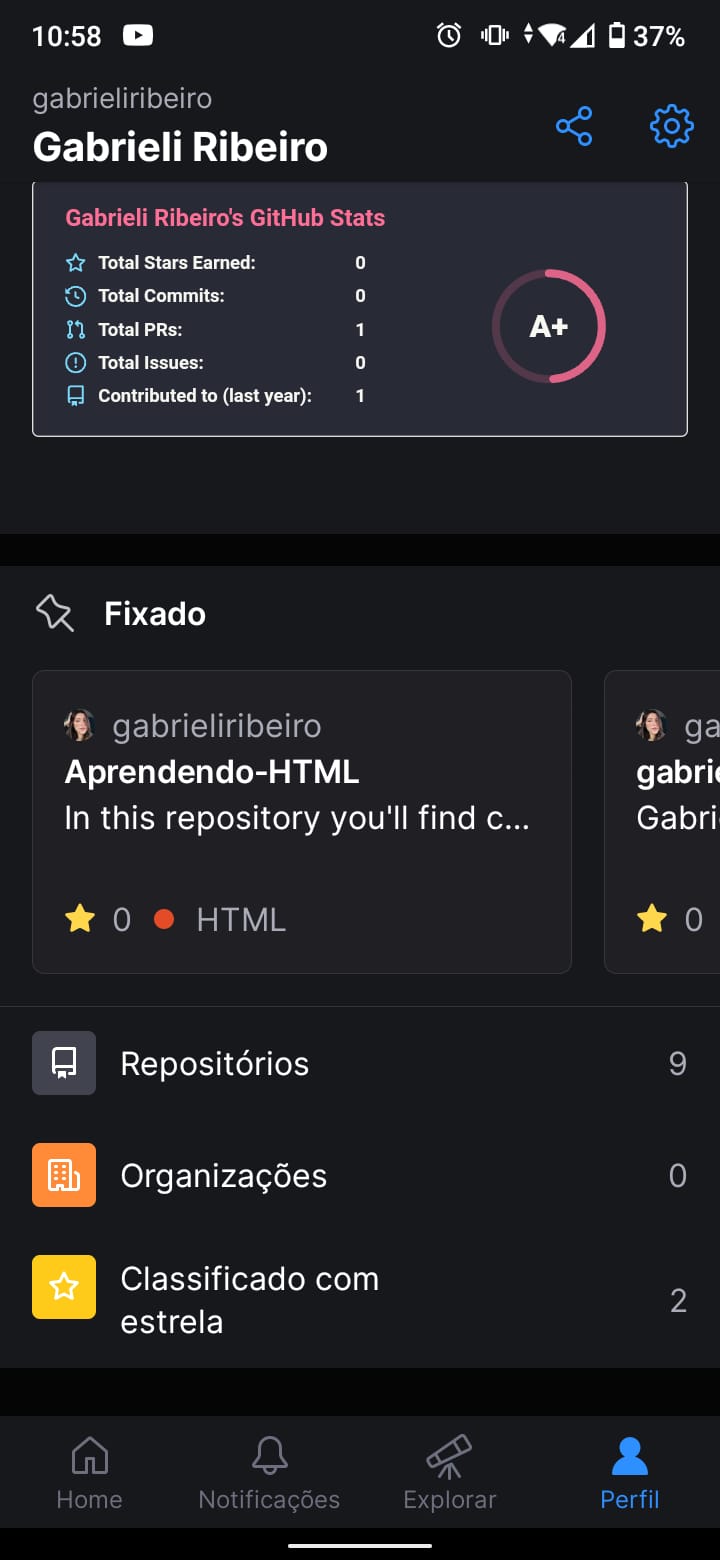 10:58
4
37%
gabrieliribeiro
Gabrieli Ribeiro
Gabrieli Ribeiro's GitHub Stats
Total Stars Earned: 0
Total Commits: 0
Total PRs: 1
Total Issues: 0
Contributed to (last year): 1
A+
Fixado
gabrieliribeiro
Aprendendo-HTML
In this repository you'll find c...
0 HTML
ga
gabrie
Gabri
0
Repositórios 9
Organizações 0
Classificado com
estrela
2
Home Notificações Explorar Perfil